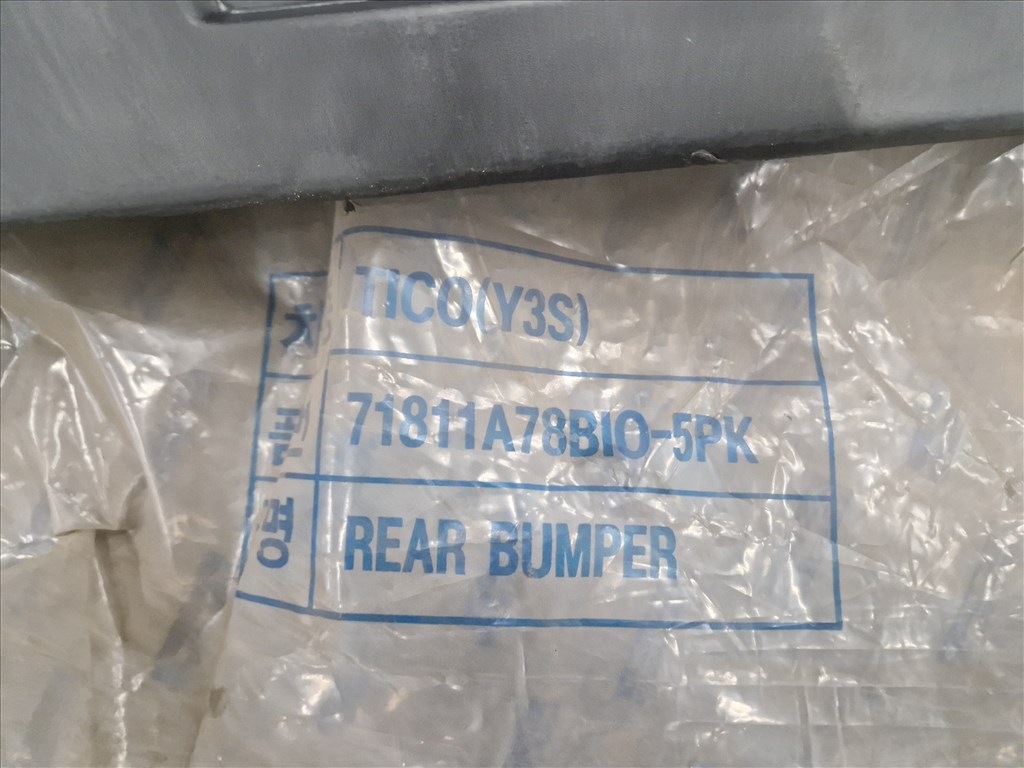 TICO(Y3S)
71811A78BIO-5PK
REAR BUMPER